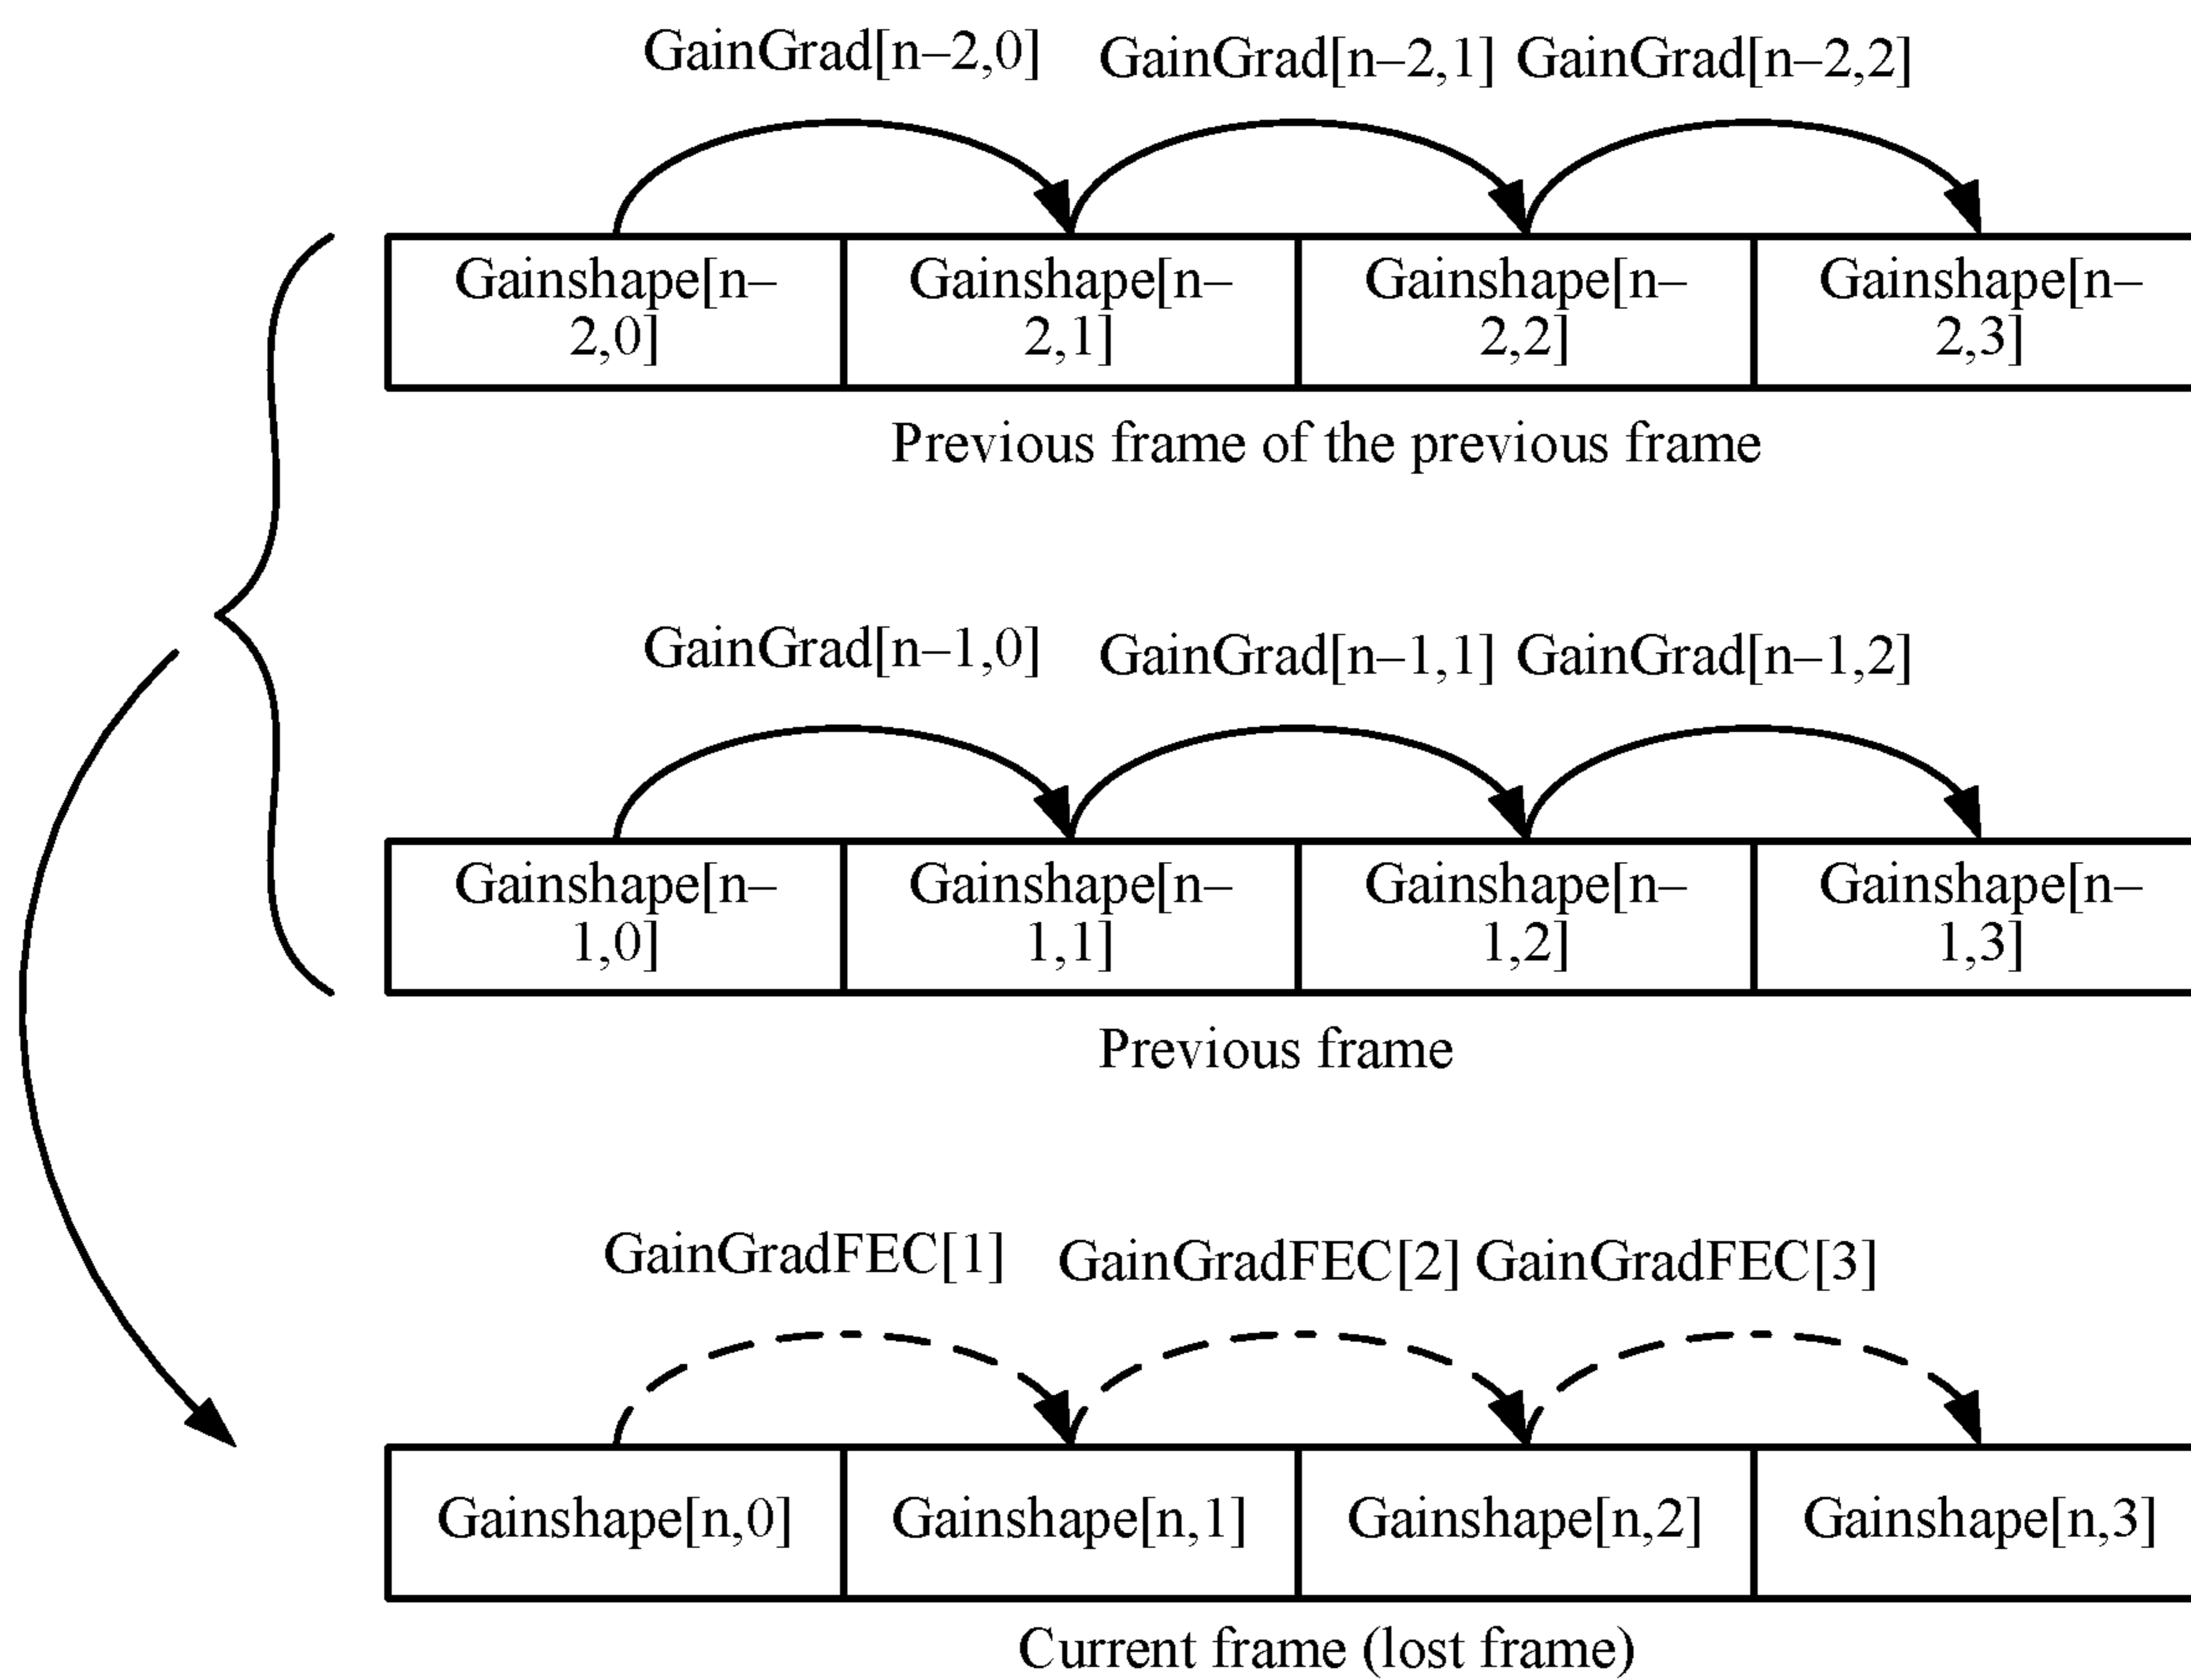 GainGrad[n–2,0] GainGrad[n–2,1] GainGrad[n–2,2]
Gainshape[n–
2,0]
Gainshape[n–
2,1]
Gainshape[n–
2,2]
Gainshape[n–
2,3]
Previous frame of the previous frame
GainGrad[n–1,0] GainGrad[n–1,1] GainGrad[n–1,2]
Gainshape[n–
1,0]
Gainshape[n–
1,1]
Gainshape[n–
1,2]
Gainshape[n–
1,3]
Previous frame
GainGradFEC[1] GainGradFEC[2] GainGradFEC[3]
Gainshape[n,0] Gainshape[n,1] Gainshape[n,2] Gainshape[n,3]
Current frame (lost frame)